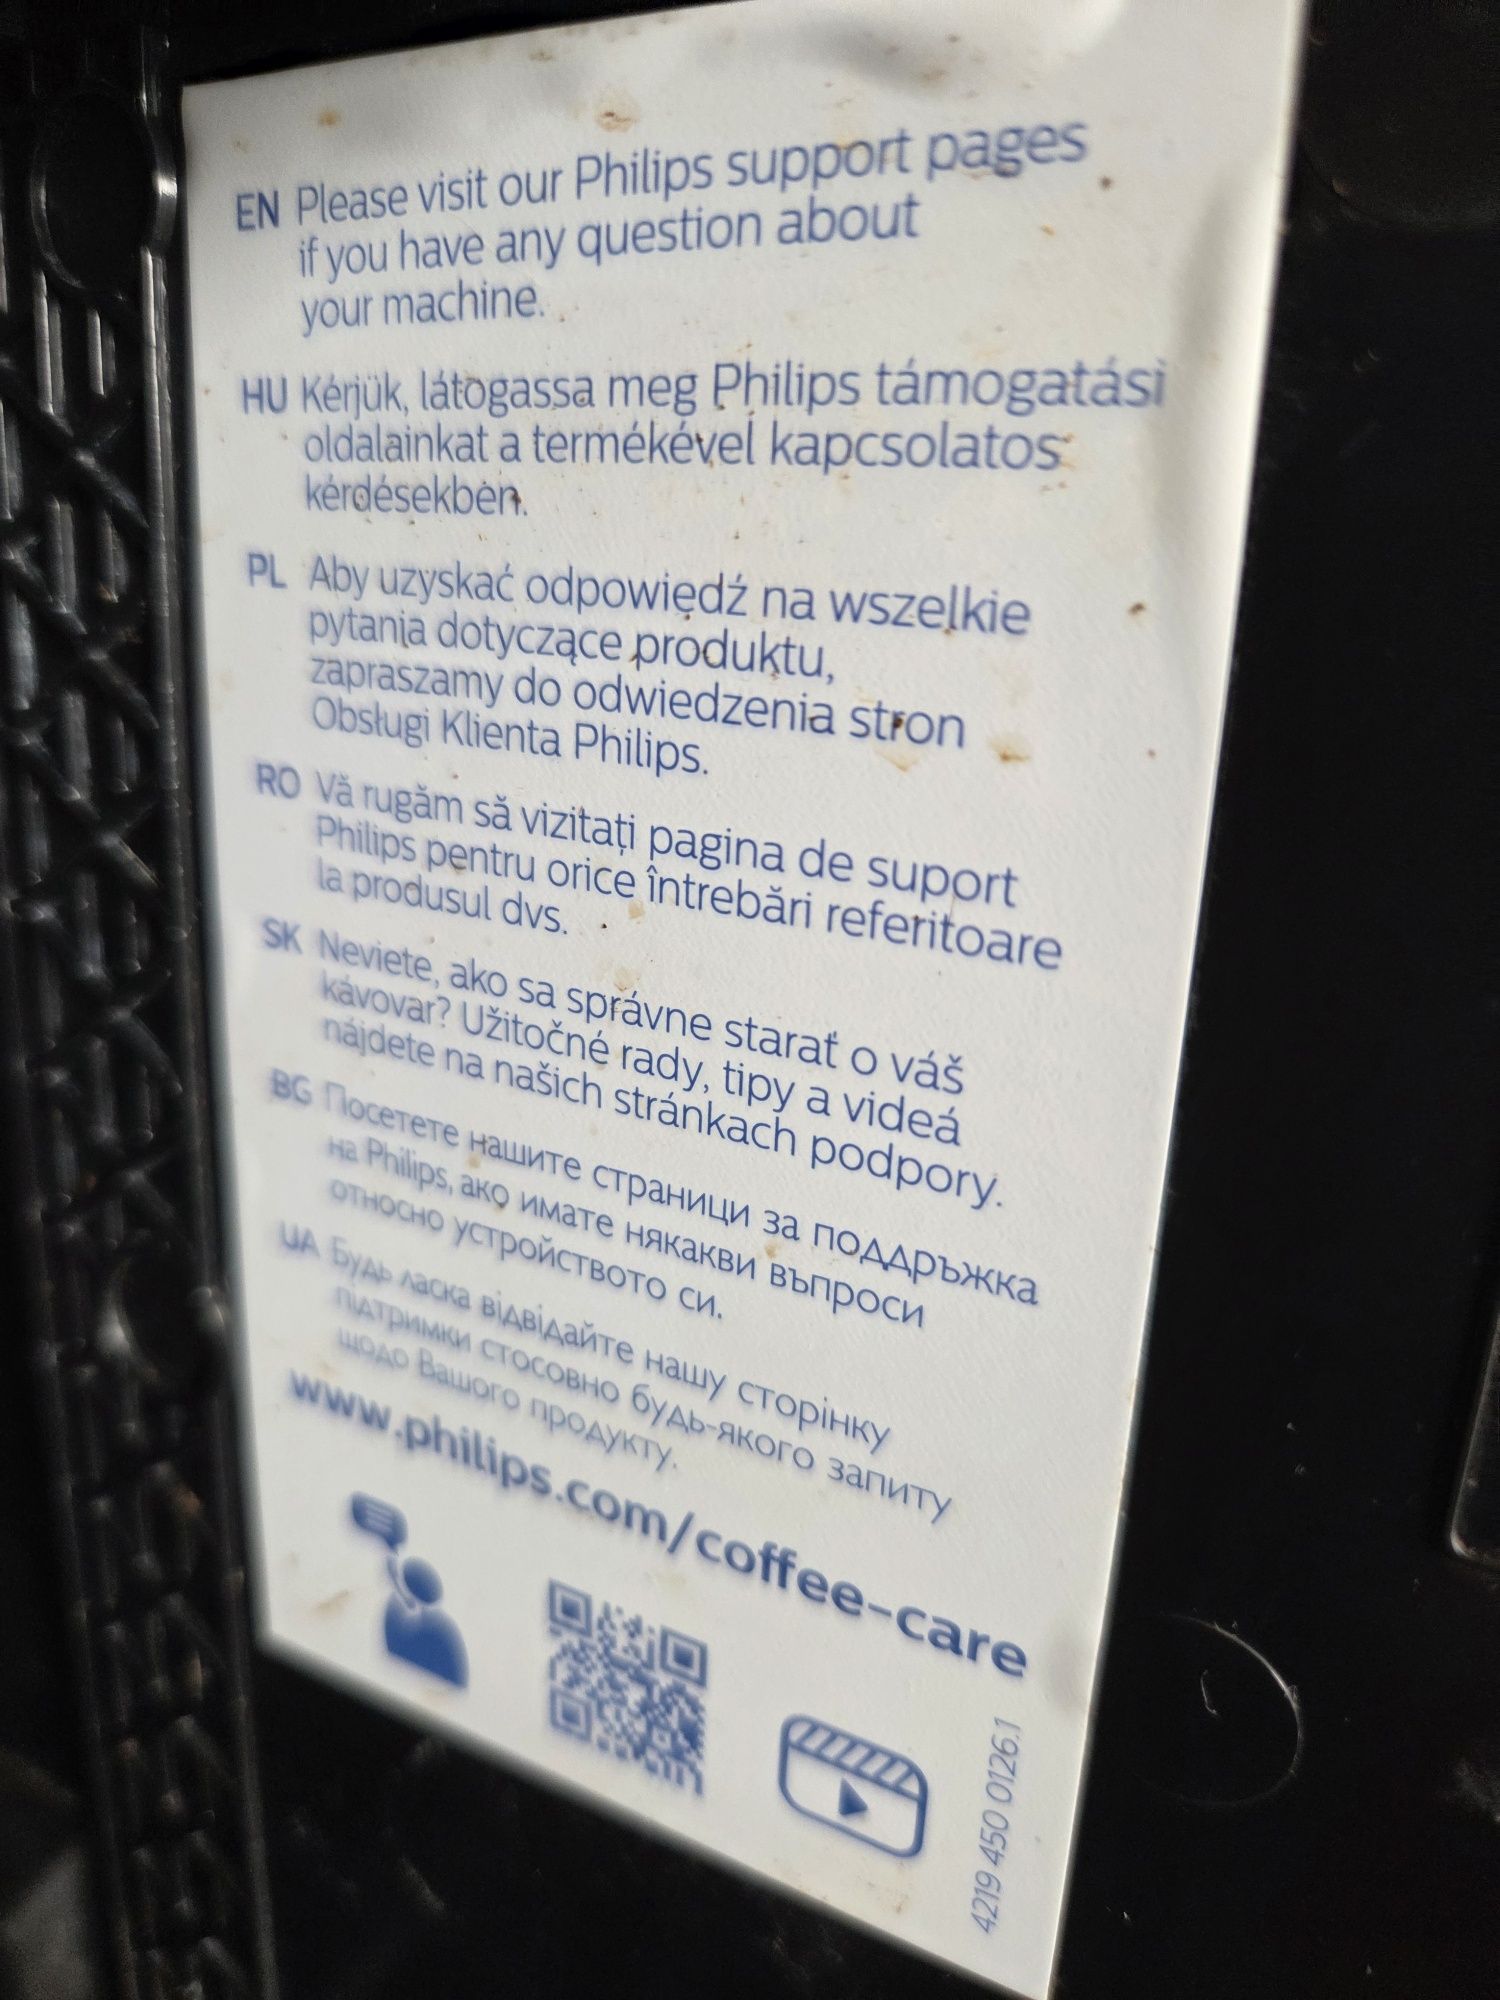 EN Please visit our Philips support pages
if you have any question about
your machine.
HU Kérjük, látogassa meg Philips támogatási
oldalainkat a termékével kapcsolatos
kérdésekben.
PL Aby uzyskać odpowiedź na wszelkie
pytania dotyczące produktu,
zapraszamy do odwiedzenia stron
Obsługi Klienta Philips.
RO Vă rugăm să vizitați pagina de suport
Philips pentru orice întrebări referitoare
la produsul dvs.
SK Neviete, ako sa správne starať o váš
kávovar? Užitočné rady, tipy a videá
nájdete na našich stránkach podpory.
BG Посетете нашите страници за поддръжка
на Philips, ако имате някакви въпроси
относно устройството си.
UA Будь ласка відвідайте нашу сторінку
підтримки стосовно будь-якого запиту
щодо Вашого продукту.
www.philips.com/coffee-care
4219 450 0126.1